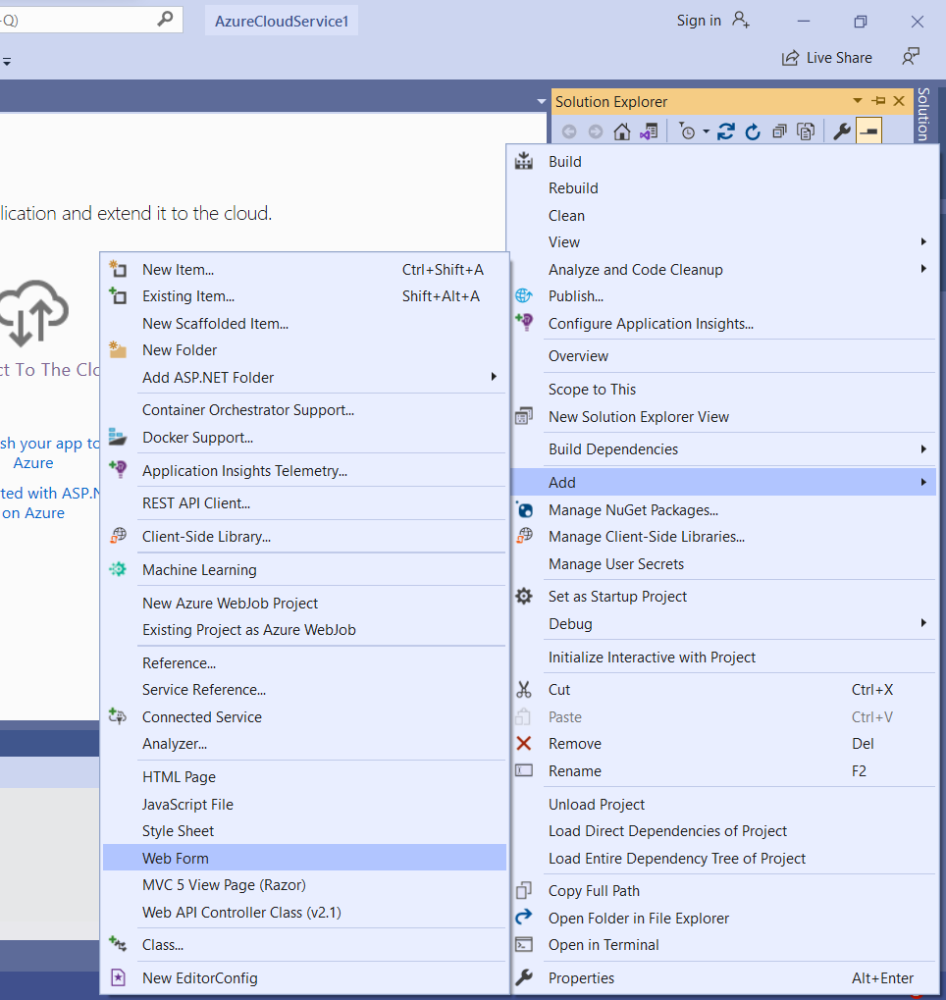 -Q)
AzureCloudService1
Sign in
Live Share
Solution Explorer
Solution
lication and extend it to the cloud.
ct To The Clo
sh your app to
Azure
ted with ASP.N
on Azure
New Item... Ctrl+Shift+A
Existing Item... Shift+Alt+A
New Scaffolded Item...
New Folder
Add ASP.NET Folder
Container Orchestrator Support...
Docker Support...
Application Insights Telemetry...
REST API Client...
Client-Side Library...
Machine Learning
New Azure WebJob Project
Existing Project as Azure WebJob
Reference...
Service Reference...
Connected Service
Analyzer...
HTML Page
JavaScript File
Style Sheet
Web Form
MVC 5 View Page (Razor)
Web API Controller Class (v2.1)
Class...
New EditorConfig
Build
Rebuild
Clean
View
Analyze and Code Cleanup
Publish...
Configure Application Insights...
Overview
Scope to This
New Solution Explorer View
Build Dependencies
Add
Manage NuGet Packages...
Manage Client-Side Libraries...
Manage User Secrets
Set as Startup Project
Debug
Initialize Interactive with Project
Cut Ctrl+X
Paste Ctrl+V
Remove Del
Rename F2
Unload Project
Load Direct Dependencies of Project
Load Entire Dependency Tree of Project
Copy Full Path
Open Folder in File Explorer
Open in Terminal
Properties Alt+Enter